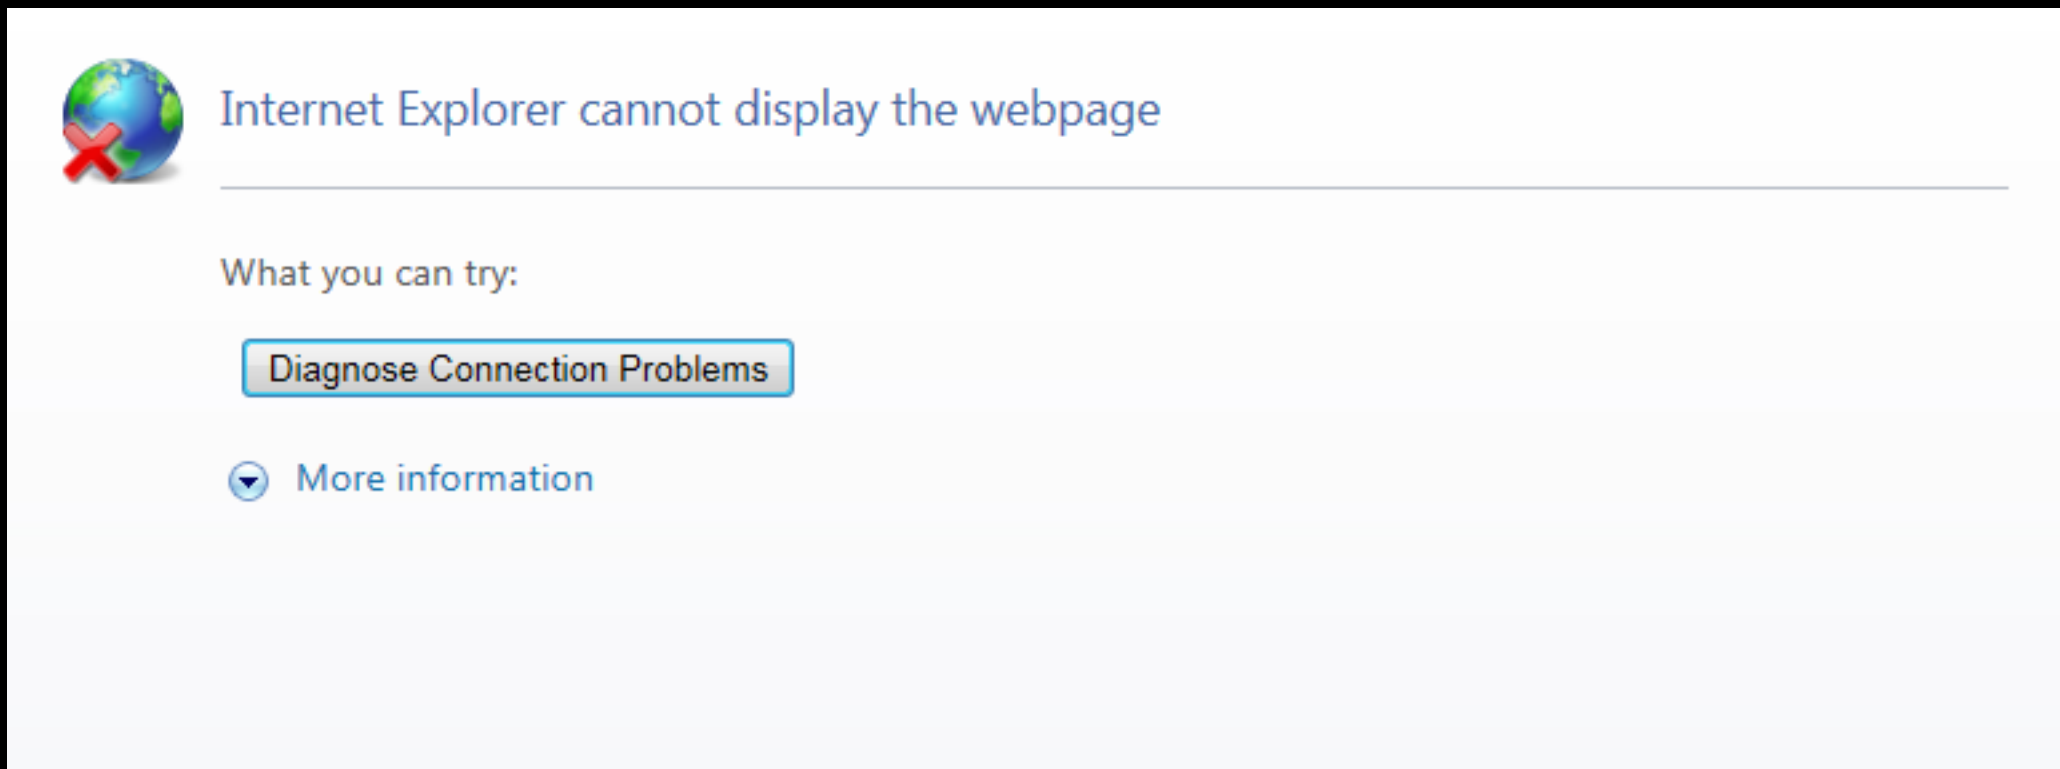 Internet Explorer cannot display the webpage
What you can try:
Diagnose Connection Problems
More information